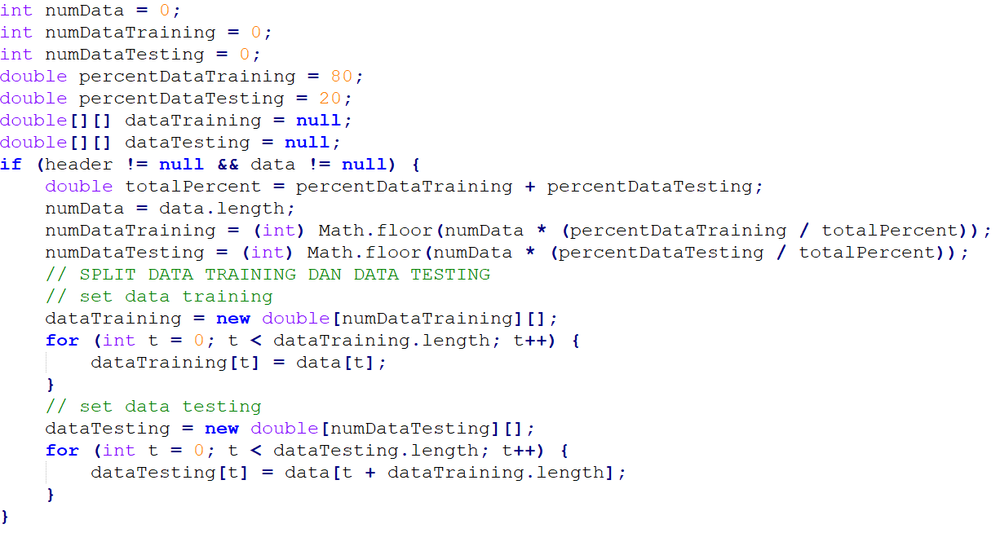 int numData = 0;
int numDataTraining = 0;
int numDataTesting = 0;
double percentDataTraining = 80;
double percentDataTesting = 20;
double[][] dataTraining = null;
double[][] dataTesting = null;
if (header != null && data != null) {
    double totalPercent = percentDataTraining + percentDataTesting;
    numData = data.length;
    numDataTraining = (int) Math.floor(numData * (percentDataTraining / totalPercent));
    numDataTesting = (int) Math.floor(numData * (percentDataTesting / totalPercent));
    // SPLIT DATA TRAINING DAN DATA TESTING
    // set data training
    dataTraining = new double[numDataTraining][];
    for (int t = 0; t < dataTraining.length; t++) {
        dataTraining[t] = data[t];
    }
    // set data testing
    dataTesting = new double[numDataTesting][];
    for (int t = 0; t < dataTesting.length; t++) {
        dataTesting[t] = data[t + dataTraining.length];
    }
}